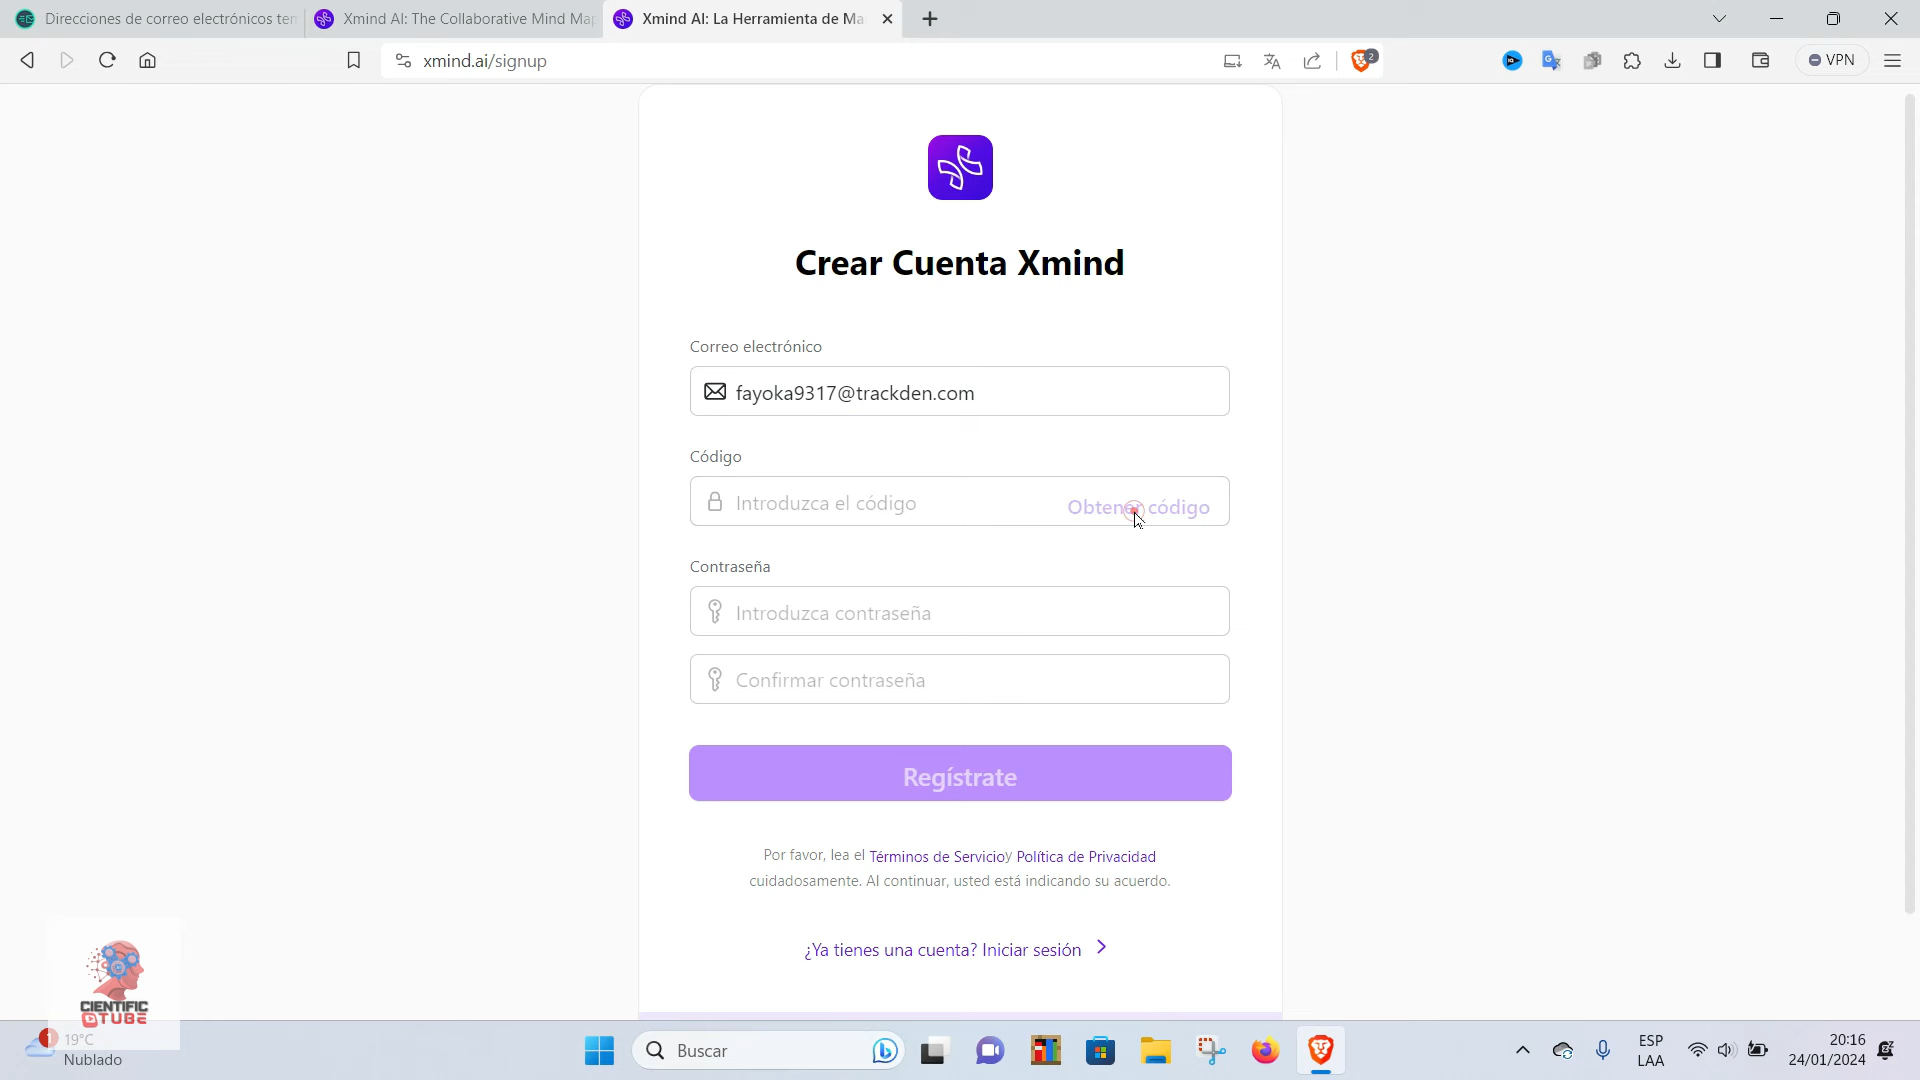 Direcciones de correo electrónicos ten
Xmind AI: The Collaborative Mind Ma
Xmind AI: La Herramienta de Ma
xmind.ai/signup
2
VPN
Crear Cuenta Xmind
Correo electrónico
fayoka9317@trackden.com
Código
Introduzca el código
Obtener código
Contraseña
Introduzca contraseña
Confirmar contraseña
Regístrate
Por favor, lea el Términos de Servicioy Política de Privacidad
cuidadosamente. Al continuar, usted está indicando su acuerdo.
¿Ya tienes una cuenta? Iniciar sesión
CIENTIFIC
TUBE
1
19°C
Nublado
Buscar
ESP
LAA
20:16
24/01/2024